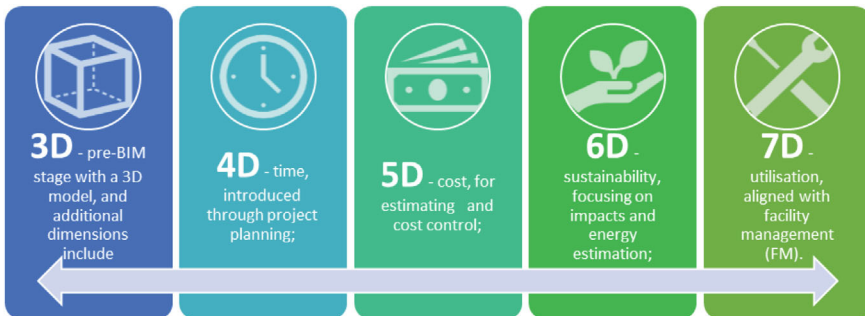 3D - pre-BIM
stage with a 3D
model, and
additional
dimensions
include
4D - time,
introduced
through project
planning;
5D - cost, for
estimating and
cost control;
6D -
sustainability,
focusing on
impacts and
energy
estimation;
7D -
utilisation,
aligned with
facility
management
(FM).